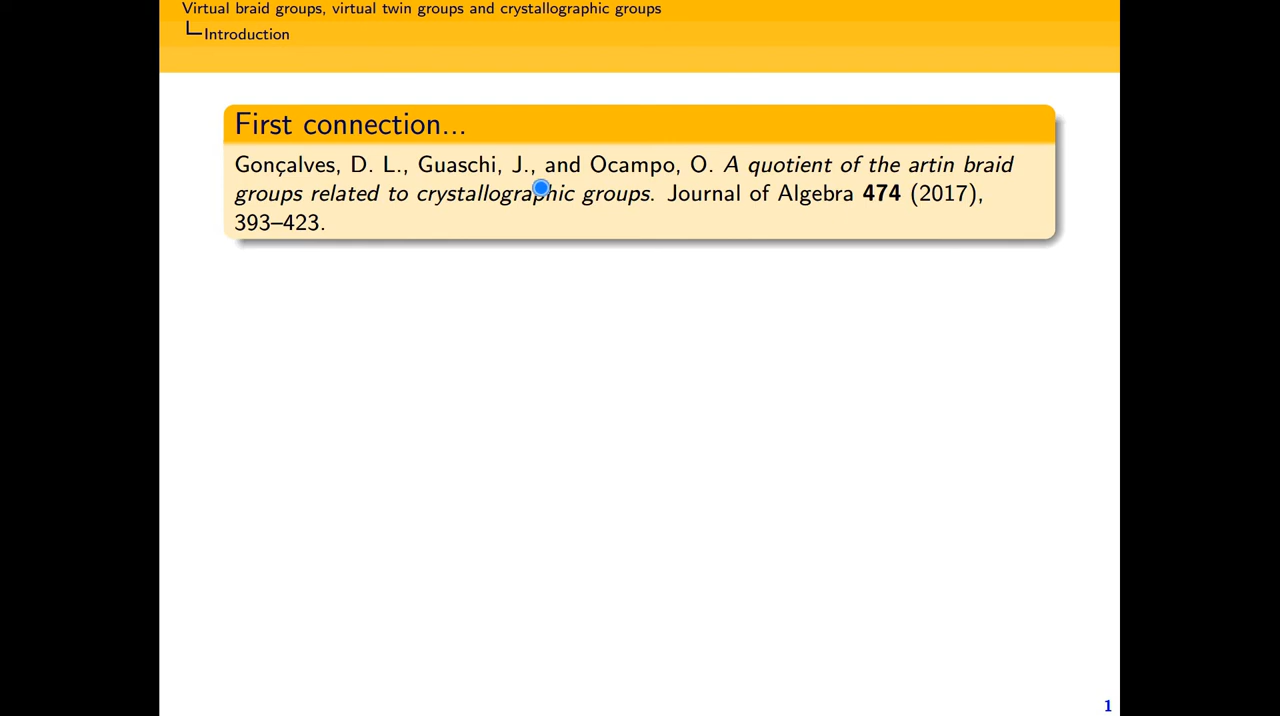 Virtual braid groups, virtual twin groups and crystallographic groups
Introduction
First connection...
Gonçalves, D. L., Guaschi, J., and Ocampo, O. A quotient of the artin braid
groups related to crystallographic groups. Journal of Algebra 474 (2017),
393–423.
1